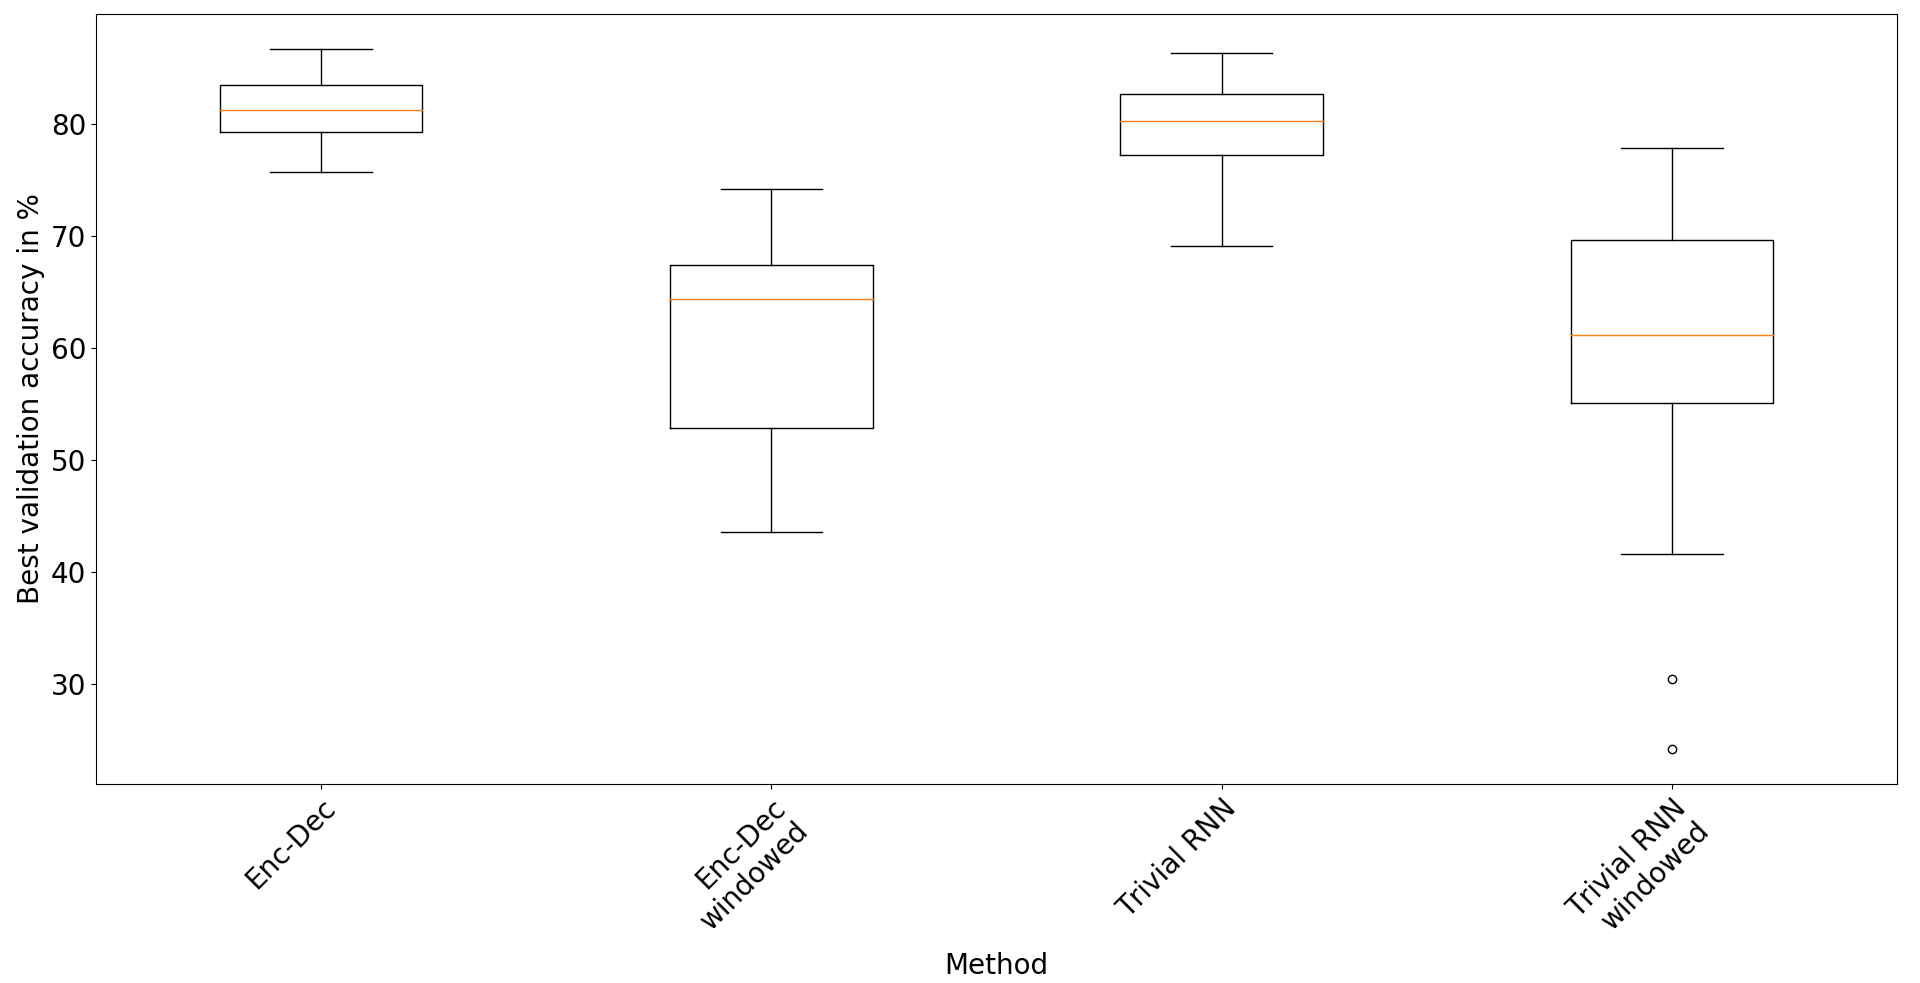 Best validation accuracy in %
80
70
60
50
40
30
Enc-Dec
Enc-Dec
windowed
Trivial RNN
Trivial RNN
windowed
Method